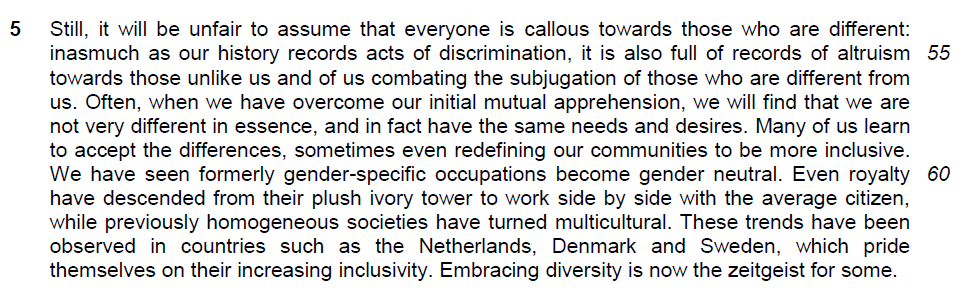 5 Still, it will be unfair to assume that everyone is callous towards those who are different:
inasmuch as our history records acts of discrimination, it is also full of records of altruism 55
towards those unlike us and of us combating the subjugation of those who are different from
us. Often, when we have overcome our initial mutual apprehension, we will find that we are
not very different in essence, and in fact have the same needs and desires. Many of us learn
to accept the differences, sometimes even redefining our communities to be more inclusive.
We have seen formerly gender-specific occupations become gender neutral. Even royalty 60
have descended from their plush ivory tower to work side by side with the average citizen,
while previously homogeneous societies have turned multicultural. These trends have been
observed in countries such as the Netherlands, Denmark and Sweden, which pride
themselves on their increasing inclusivity. Embracing diversity is now the zeitgeist for some.